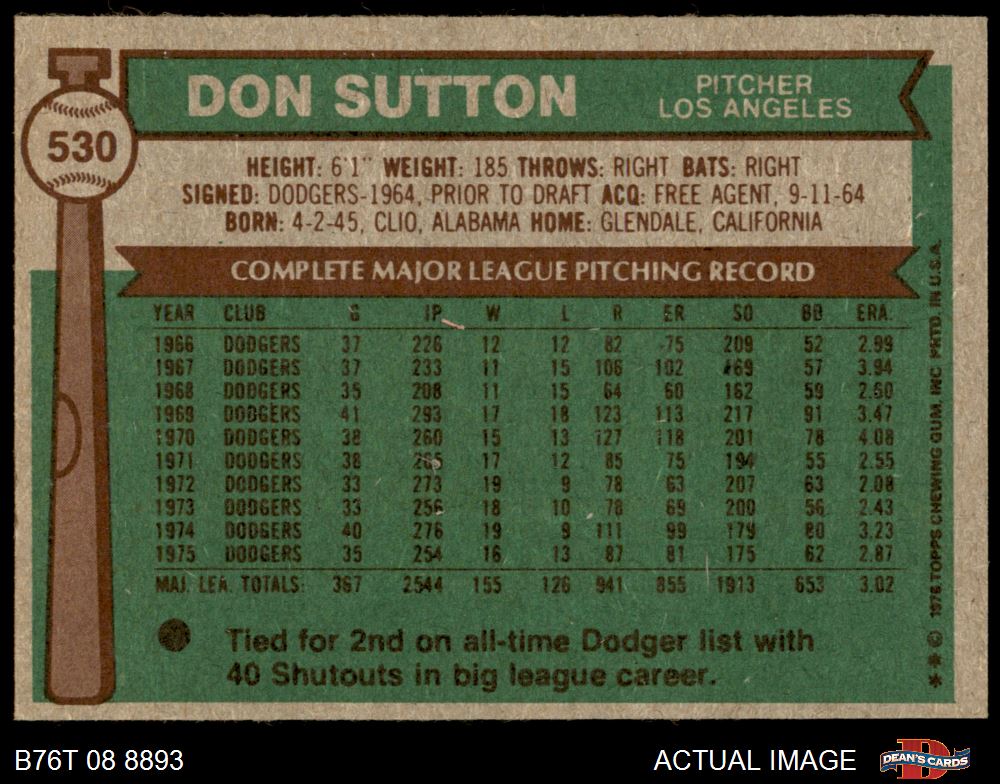 530
DON SUTTON
PITCHER
LOS ANGELES
HEIGHT: 6'1" WEIGHT: 185 THROWS: RIGHT BATS: RIGHT
SIGNED: DODGERS-1964, PRIOR TO DRAFT ACQ: FREE AGENT, 9-11-64
BORN: 4-2-45, CLIO, ALABAMA HOME: GLENDALE, CALIFORNIA
COMPLETE MAJOR LEAGUE PITCHING RECORD
YEAR CLUB G IP W L R ER SO BB ERA.
1966 DODGERS 37 226 12 12 82 75 209 52 2.99
1967 DODGERS 37 233 11 15 106 102 169 57 3.94
1968 DODGERS 35 208 11 15 64 60 162 59 2.60
1969 DODGERS 41 293 17 18 123 113 217 91 3.47
1970 DODGERS 38 260 15 13 127 118 201 78 4.08
1971 DODGERS 38 265 17 12 85 75 194 55 2.55
1972 DODGERS 33 273 19 9 78 63 207 63 2.08
1973 DODGERS 33 256 18 10 78 69 200 56 2.43
1974 DODGERS 40 276 19 9 111 99 179 80 3.23
1975 DODGERS 35 254 16 13 87 81 175 62 2.87
MAJ. LEA. TOTALS: 367 2544 155 126 941 855 1913 653 3.02
Tied for 2nd on all-time Dodger list with
40 Shutouts in big league career.
* * © 1976 TOPPS CHEWING GUM, INC PRTD. IN U.S.A.
B76T 08 8893
ACTUAL IMAGE
DEAN'S CARDS